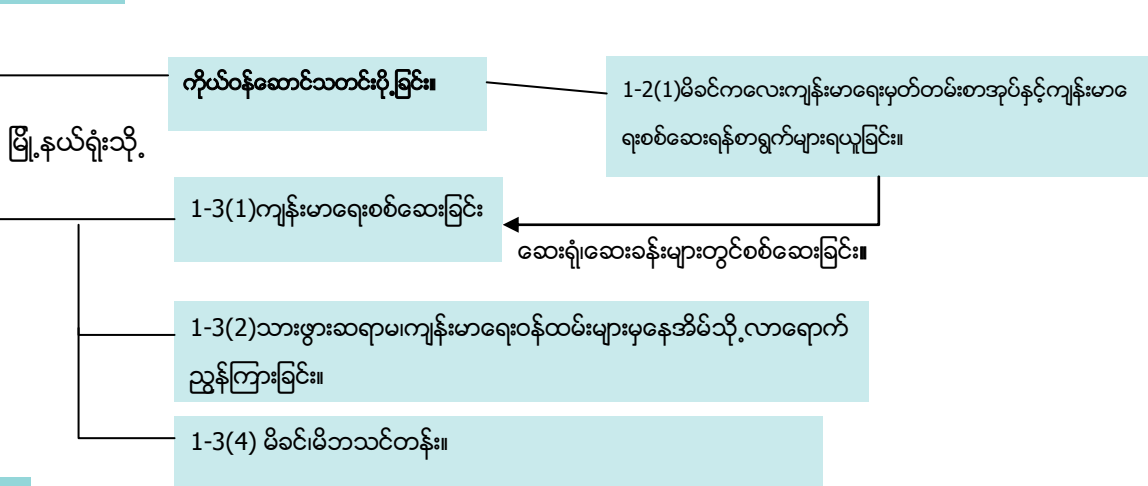 ကိုယ်ဝန်ဆောင်သတင်းပို့ခြင်း။
1-2(1)မိခင်ကလေးကျန်းမာရေးမှတ်တမ်းစာအုပ်နှင့်ကျန်းမာေ
ရးစစ်ဆေးရန်စာရွက်များရယူခြင်း။
မြို့နယ်ရုံးသို့
1-3(1)ကျန်းမာရေးစစ်ဆေးခြင်း
ဆေးရုံ၊ဆေးခန်းများတွင်စစ်ဆေးခြင်း။
1-3(2)သားဖွားဆရာမ၊ကျန်းမာရေးဝန်ထမ်းများမှနေအိမ်သို့လာရောက်
ညွှန်ကြားခြင်း။
1-3(4) မိခင်၊မိဘသင်တန်း။